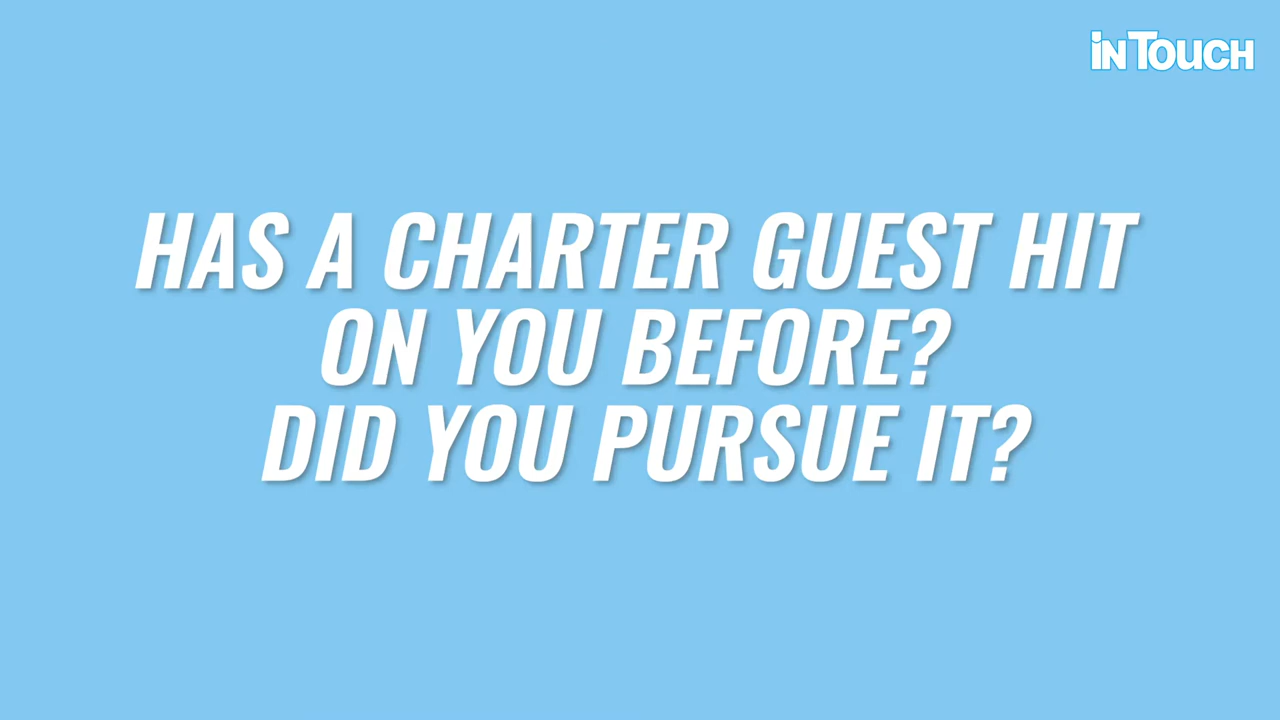 INTOUCH
HAS A CHARTER GUEST HIT
ON YOU BEFORE?
DID YOU PURSUE IT?